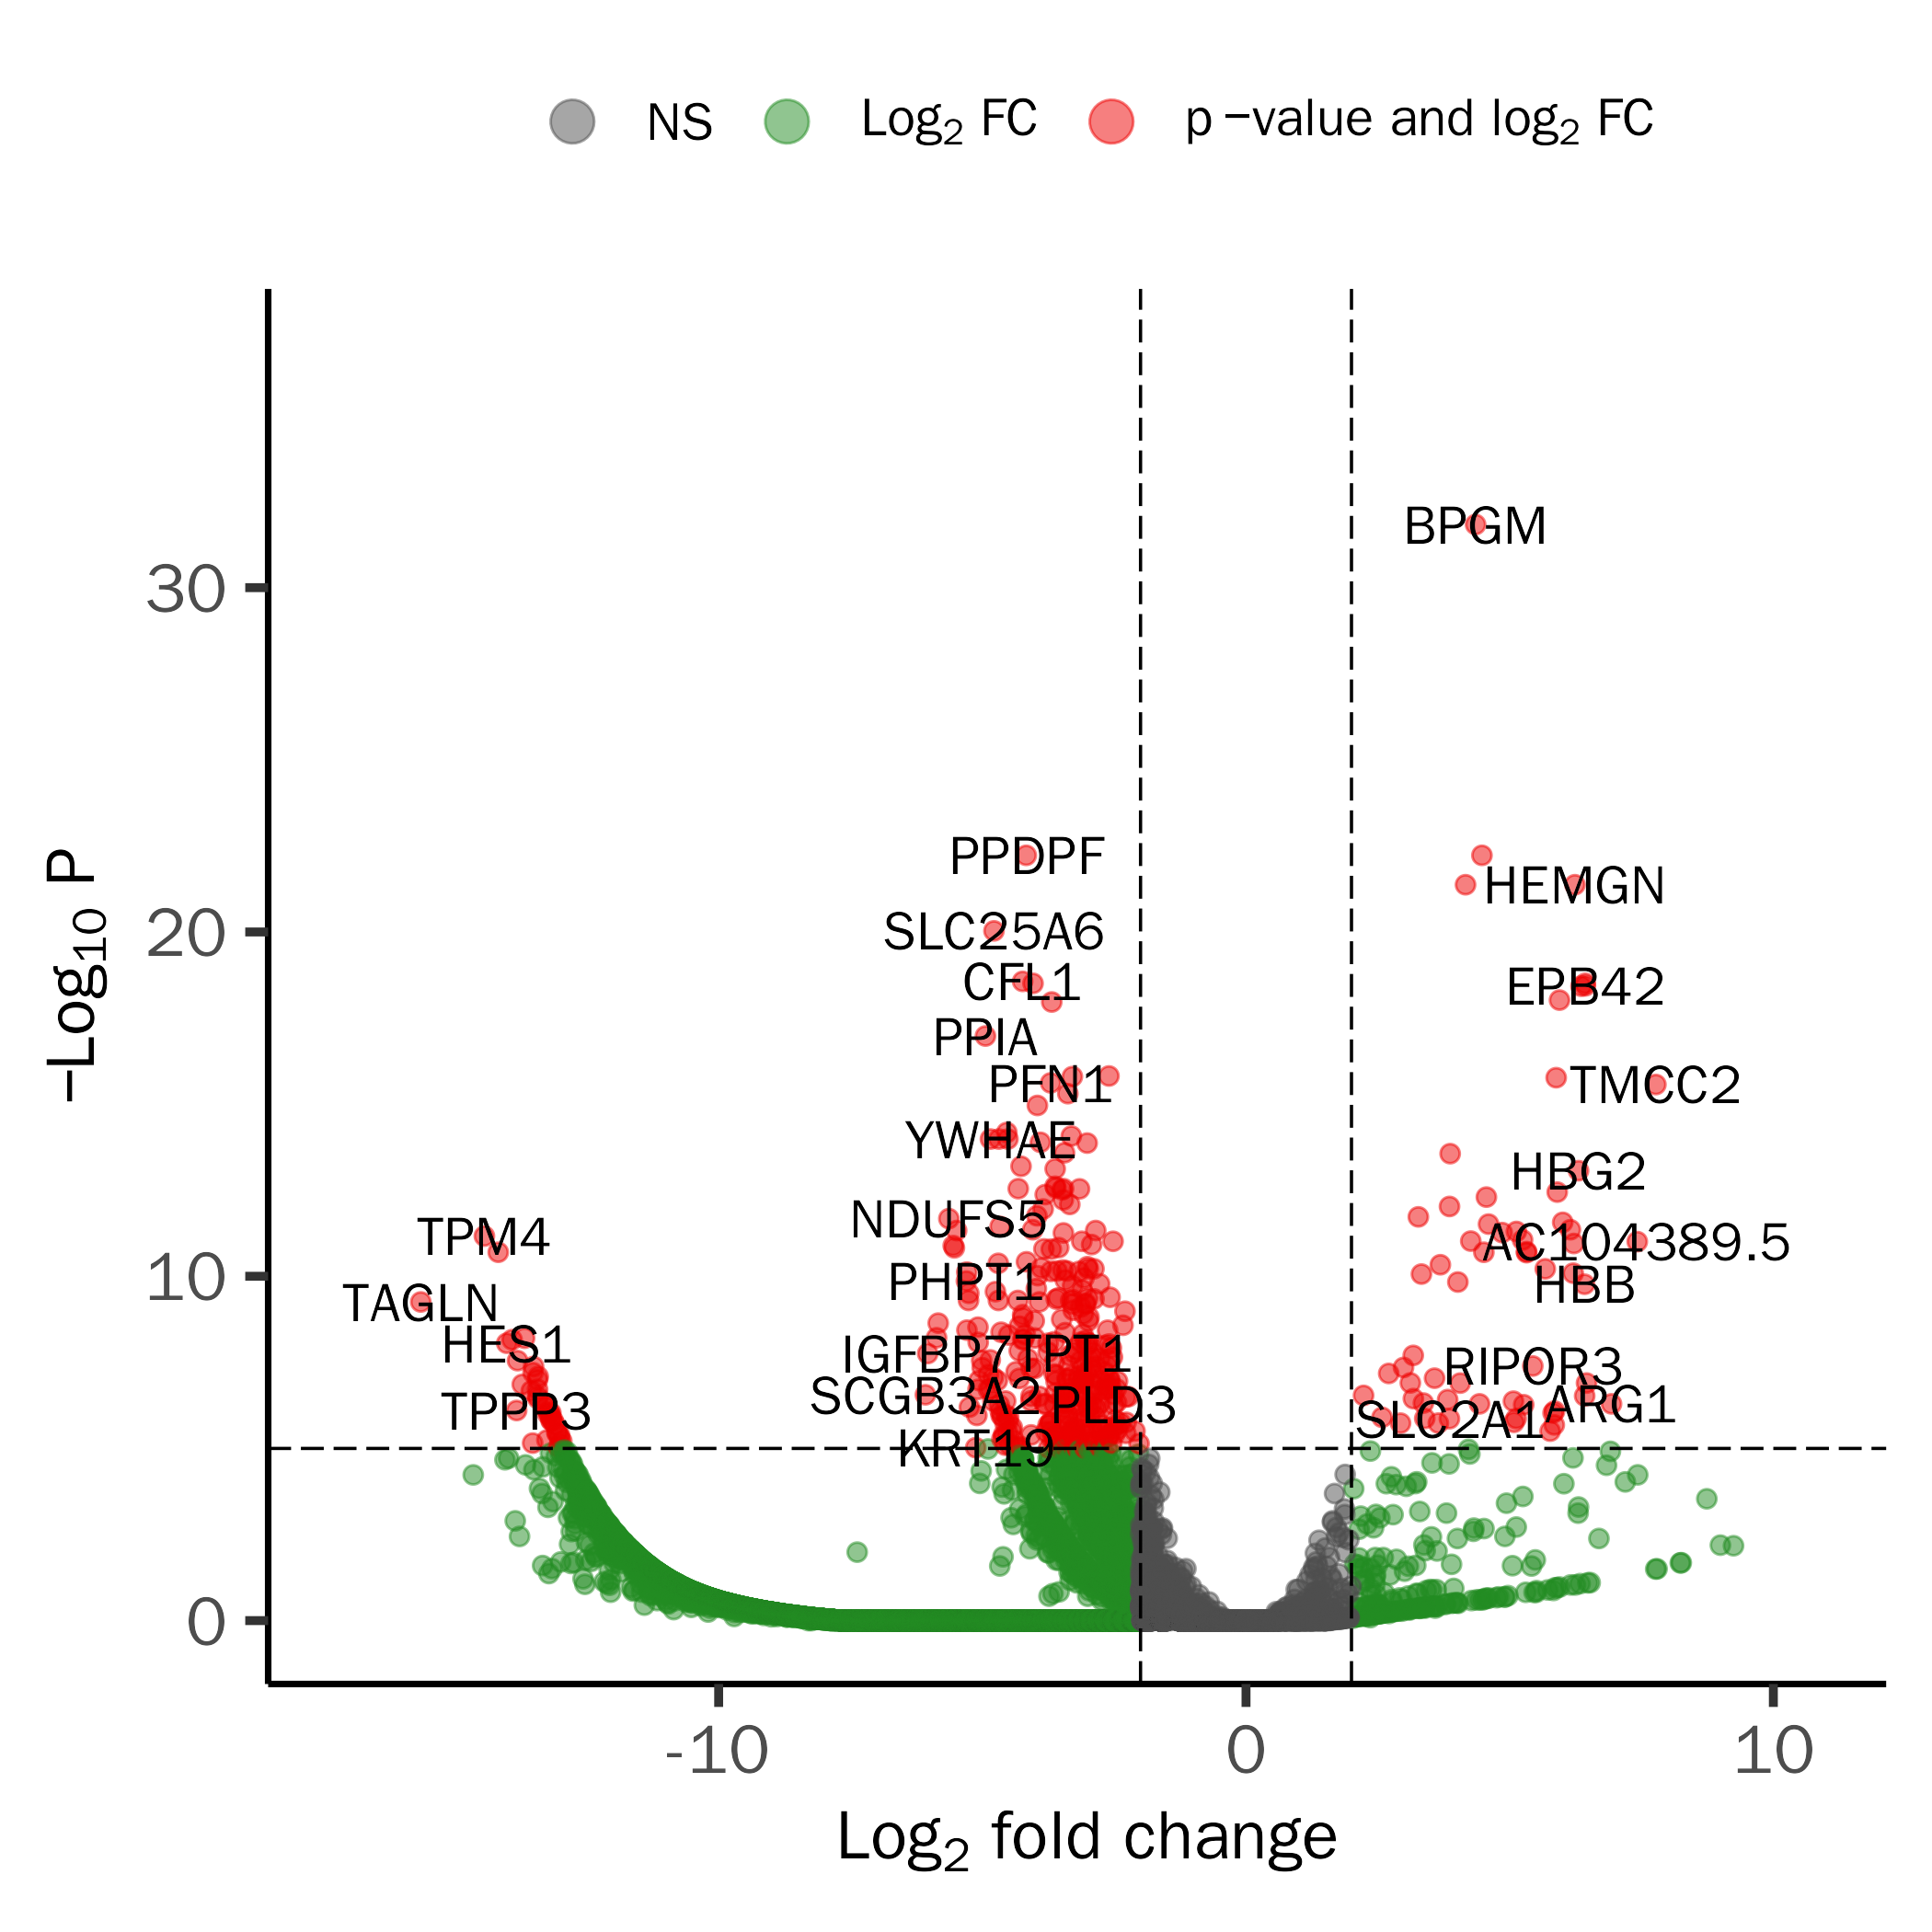 NS Log2 FC p −value and log2 FC
BPGM
30
PPDPF
HEMGN
20
SLC25A6
CFL1
EPB42
PPIA
PFN1
TMCC2
YWHAE
HBG2
NDUFS5
TPM4
AC104389.5
10
PHPT1
HBB
TAGLN
HES1
IGFBP7
TPT1
RIPOR3
SCGB3A2
PLD3
ARG1
TPPP3
SLC2A1
KRT19
0
−Log10 P
-10 0 10
Log2 fold change